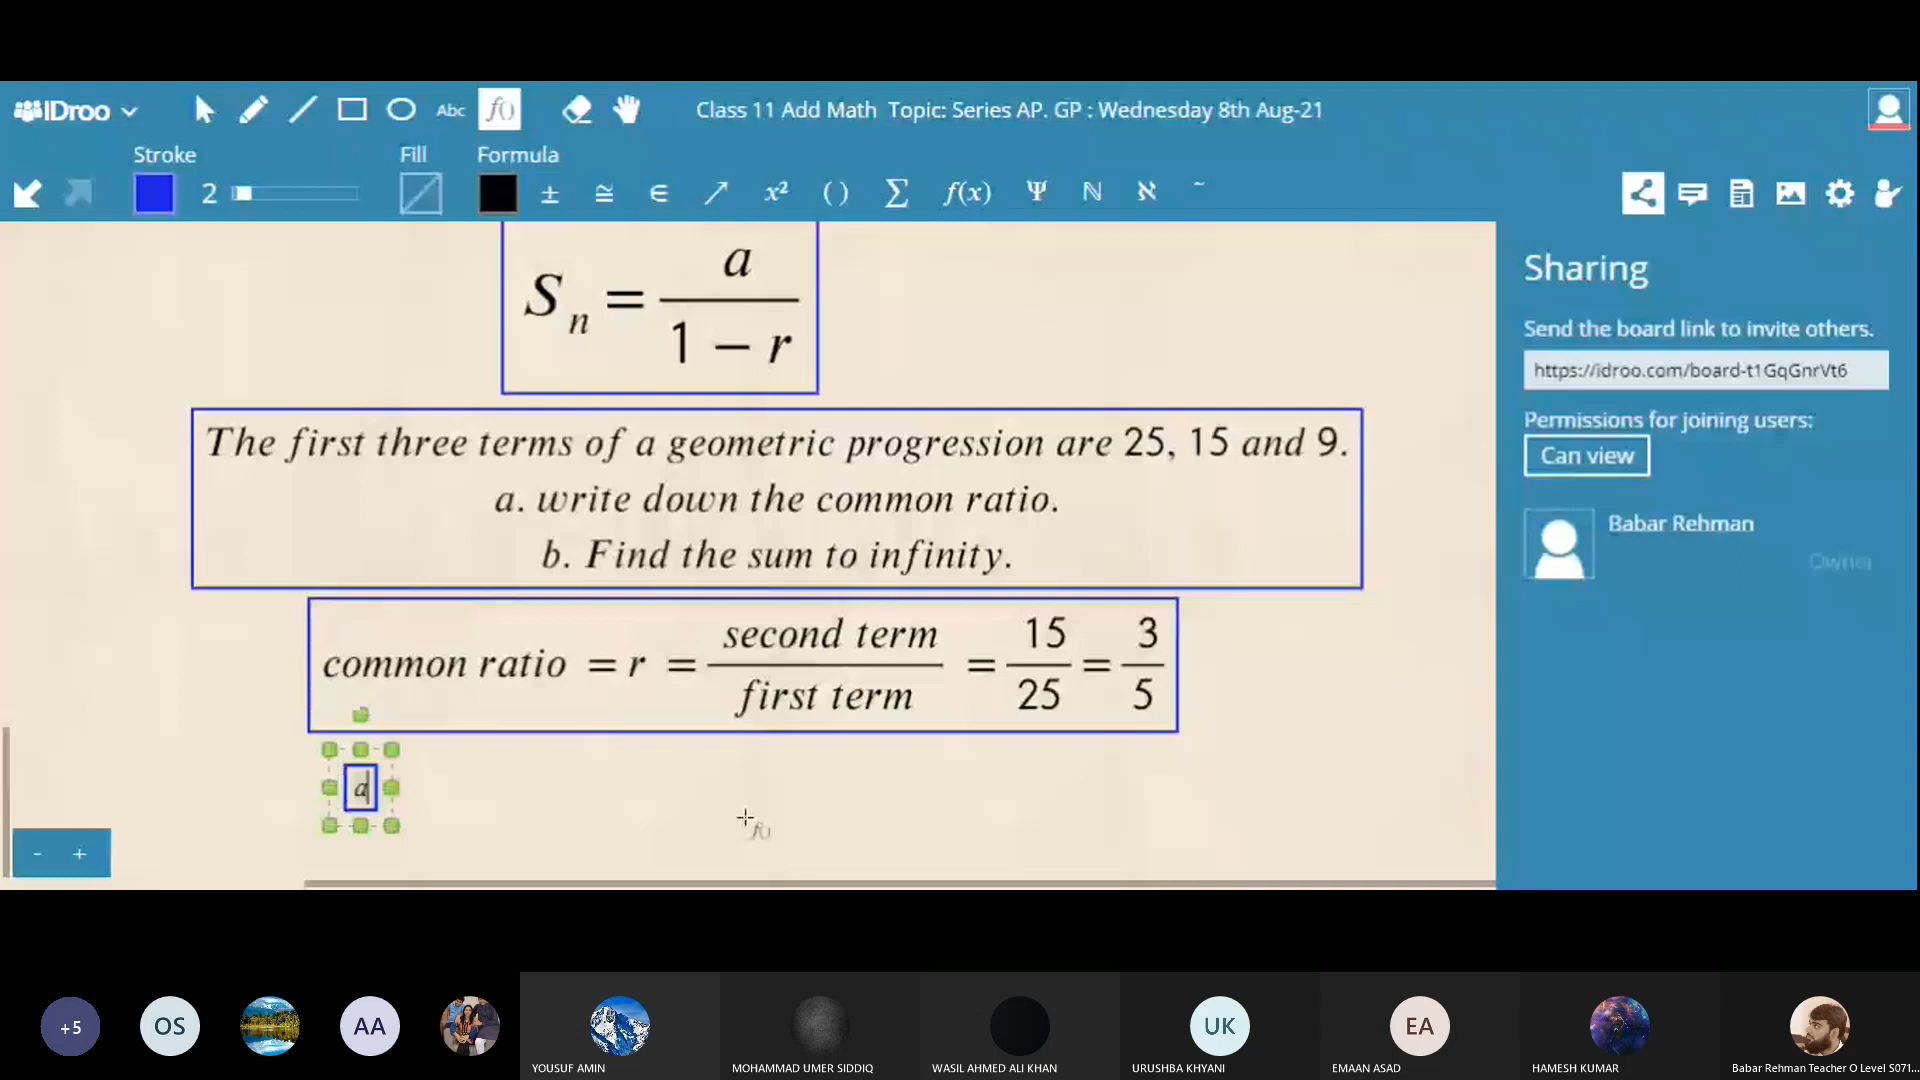 IDroo
Abc
f()
Class 11 Add Math Topic: Series AP. GP : Wednesday 8th Aug-21
Stroke
Fill
Formula
2
± ≅ ∈ ↗ x² ( ) Σ f(x) Ψ ℕ ℵ ~
S_n = a / (1 − r)
The first three terms of a geometric progression are 25, 15 and 9.
a. write down the common ratio.
b. Find the sum to infinity.
common ratio = r = second term / first term = 15/25 = 3/5
a
f()
- +
Sharing
Send the board link to invite others.
https://idroo.com/board-t1GqGnrVt6
Permissions for joining users:
Can view
Babar Rehman
Owner
+5
OS
AA
UK
EA
YOUSUF AMIN
MOHAMMAD UMER SIDDIQ
WASIL AHMED ALI KHAN
URUSHBA KHYANI
EMAAN ASAD
HAMESH KUMAR
Babar Rehman Teacher O Level S071...